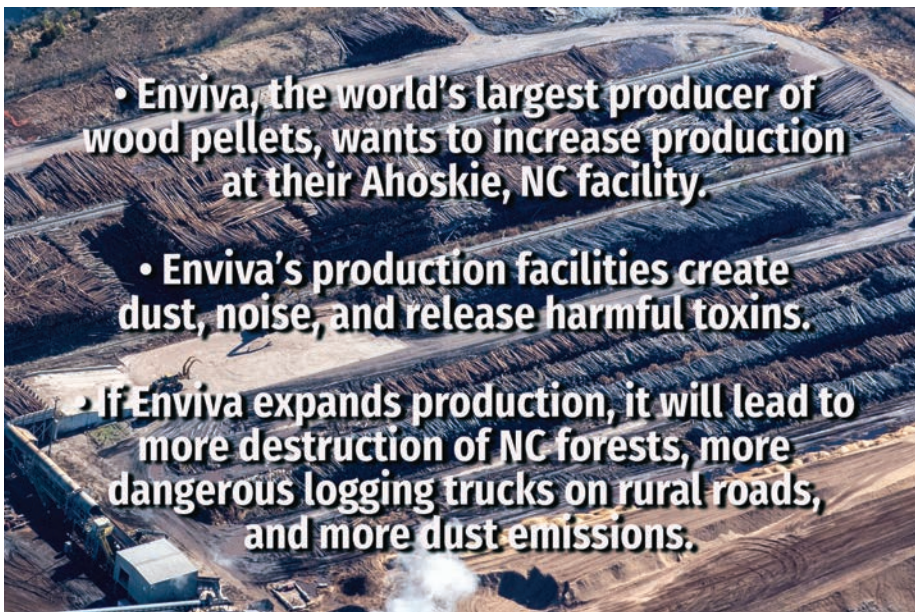 • Enviva, the world's largest producer of
wood pellets, wants to increase production
at their Ahoskie, NC facility.
• Enviva's production facilities create
dust, noise, and release harmful toxins.
• If Enviva expands production, it will lead to
more destruction of NC forests, more
dangerous logging trucks on rural roads,
and more dust emissions.